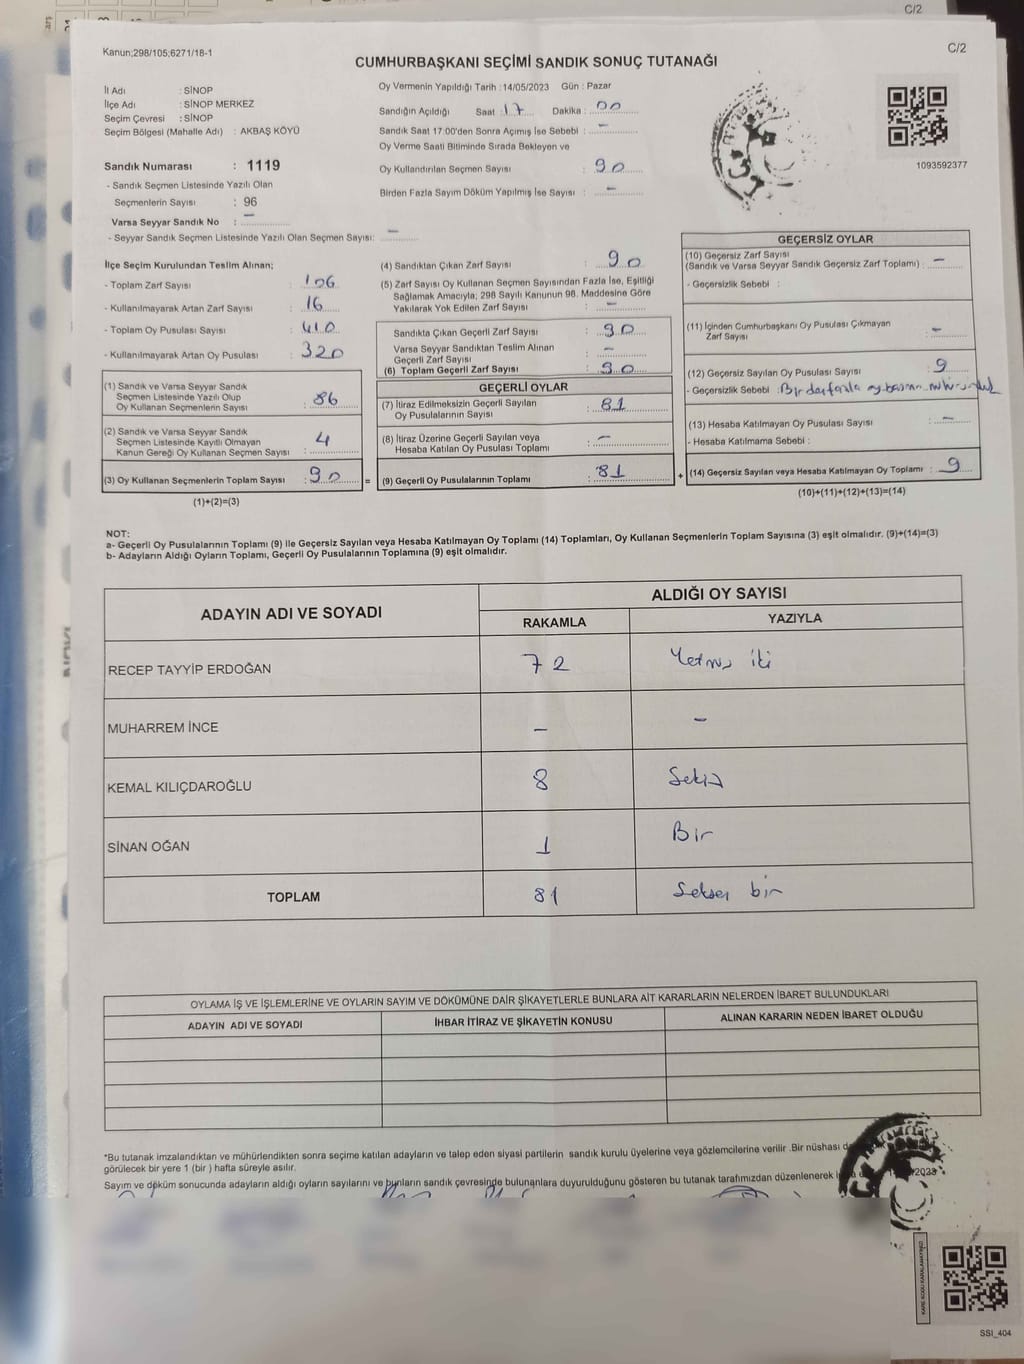 C/2
Kanun;298/105;6271/18-1
C/2
CUMHURBAŞKANI SEÇİMİ SANDIK SONUÇ TUTANAĞI
İl Adı : SİNOP
İlçe Adı : SİNOP MERKEZ
Seçim Çevresi : SİNOP
Seçim Bölgesi (Mahalle Adı) : AKBAŞ KÖYÜ
Sandık Numarası : 1119
- Sandık Seçmen Listesinde Yazılı Olan
Seçmenlerin Sayısı : 96
Varsa Seyyar Sandık No : -
- Seyyar Sandık Seçmen Listesinde Yazılı Olan Seçmen Sayısı: -
Oy Vermenin Yapıldığı Tarih : 14/05/2023 Gün : Pazar
Sandığın Açıldığı Saat : 17 Dakika : 00
Sandık Saat 17:00'den Sonra Açımış İse Sebebi : -
Oy Verme Saati Bitiminde Sırada Bekleyen ve
Oy Kullandırılan Seçmen Sayısı : 90
Birden Fazla Sayım Döküm Yapılmış İse Sayısı : -
1093592377
İlçe Seçim Kurulundan Teslim Alınan;
- Toplam Zarf Sayısı : 106
- Kullanılmayarak Artan Zarf Sayısı : 16
- Toplam Oy Pusulası Sayısı : 410
- Kullanılmayarak Artan Oy Pusulası : 320
(1) Sandık ve Varsa Seyyar Sandık
Seçmen Listesinde Yazılı Olup
Oy Kullanan Seçmenlerin Sayısı : 86
(2) Sandık ve Varsa Seyyar Sandık
Seçmen Listesinde Kayıtlı Olmayan
Kanun Gereği Oy Kullanan Seçmen Sayısı : 4
(3) Oy Kullanan Seçmenlerin Toplam Sayısı : 90
(1)+(2)=(3)
=
(4) Sandıktan Çıkan Zarf Sayısı : 90
(5) Zarf Sayısı Oy Kullanan Seçmen Sayısından Fazla İse, Eşitliği
Sağlamak Amacıyla; 298 Sayılı Kanunun 98. Maddesine Göre
Yakılarak Yok Edilen Zarf Sayısı : -
Sandıkta Çıkan Geçerli Zarf Sayısı : 90
Varsa Seyyar Sandıktan Teslim Alınan
Geçerli Zarf Sayısı : -
(6) Toplam Geçerli Zarf Sayısı : 90
GEÇERLİ OYLAR
(7) İtiraz Edilmeksizin Geçerli Sayılan
Oy Pusulalarının Sayısı : 81
(8) İtiraz Üzerine Geçerli Sayılan veya
Hesaba Katılan Oy Pusulası Toplamı : -
(9) Geçerli Oy Pusulalarının Toplamı : 81
+
GEÇERSİZ OYLAR
(10) Geçersiz Zarf Sayısı
(Sandık ve Varsa Seyyar Sandık Geçersiz Zarf Toplamı) : -
- Geçersizlik Sebebi :
(11) İçinden Cumhurbaşkanı Oy Pusulası Çıkmayan
Zarf Sayısı : -
(12) Geçersiz Sayılan Oy Pusulası Sayısı : 9
- Geçersizlik Sebebi : Birden fazla
(13) Hesaba Katılmayan Oy Pusulası Sayısı : -
- Hesaba Katılmama Sebebi :
(14) Geçersiz Sayılan veya Hesaba Katılmayan Oy Toplamı : 9
(10)+(11)+(12)+(13)=(14)
NOT:
a- Geçerli Oy Pusulalarının Toplamı (9) ile Geçersiz Sayılan veya Hesaba Katılmayan Oy Toplamı (14) Toplamları, Oy Kullanan Seçmenlerin Toplam Sayısına (3) eşit olmalıdır. (9)+(14)=(3)
b- Adayların Aldığı Oyların Toplamı, Geçerli Oy Pusulalarının Toplamına (9) eşit olmalıdır.
ADAYIN ADI VE SOYADI
ALDIĞI OY SAYISI
RAKAMLA YAZIYLA
RECEP TAYYİP ERDOĞAN 72 Yetmiş iki
MUHARREM İNCE - -
KEMAL KILIÇDAROĞLU 8 Sekiz
SİNAN OĞAN 1 Bir
TOPLAM 81 Seksen bir
OYLAMA İŞ VE İŞLEMLERİNE VE OYLARIN SAYIM VE DÖKÜMÜNE DAİR ŞİKAYETLERLE BUNLARA AİT KARARLARIN NELERDEN İBARET BULUNDUKLARI
ADAYIN ADI VE SOYADI İHBAR İTİRAZ VE ŞİKAYETİN KONUSU ALINAN KARARIN NEDEN İBARET OLDUĞU
*Bu tutanak imzalandıktan ve mühürlendikten sonra seçime katılan adayların ve talep eden siyasi partilerin sandık kurulu üyelerine veya gözlemcilerine verilir .Bir nüshası
görülecek bir yere 1 (bir ) hafta süreyle asılır.
Sayım ve döküm sonucunda adayların aldığı oyların sayılarını ve bunların sandık çevresinde bulunanlara duyurulduğunu gösteren bu tutanak tarafımızdan düzenlenerek
SSI_404